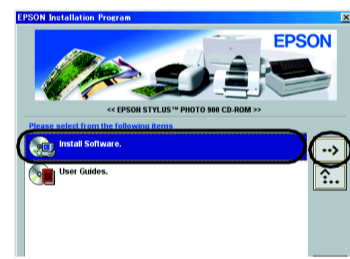 EPSON Installation Program
EPSON
<< EPSON STYLUS™ PHOTO 900 CD-ROM >>
Please select from the following items
Install Software.
User Guides.